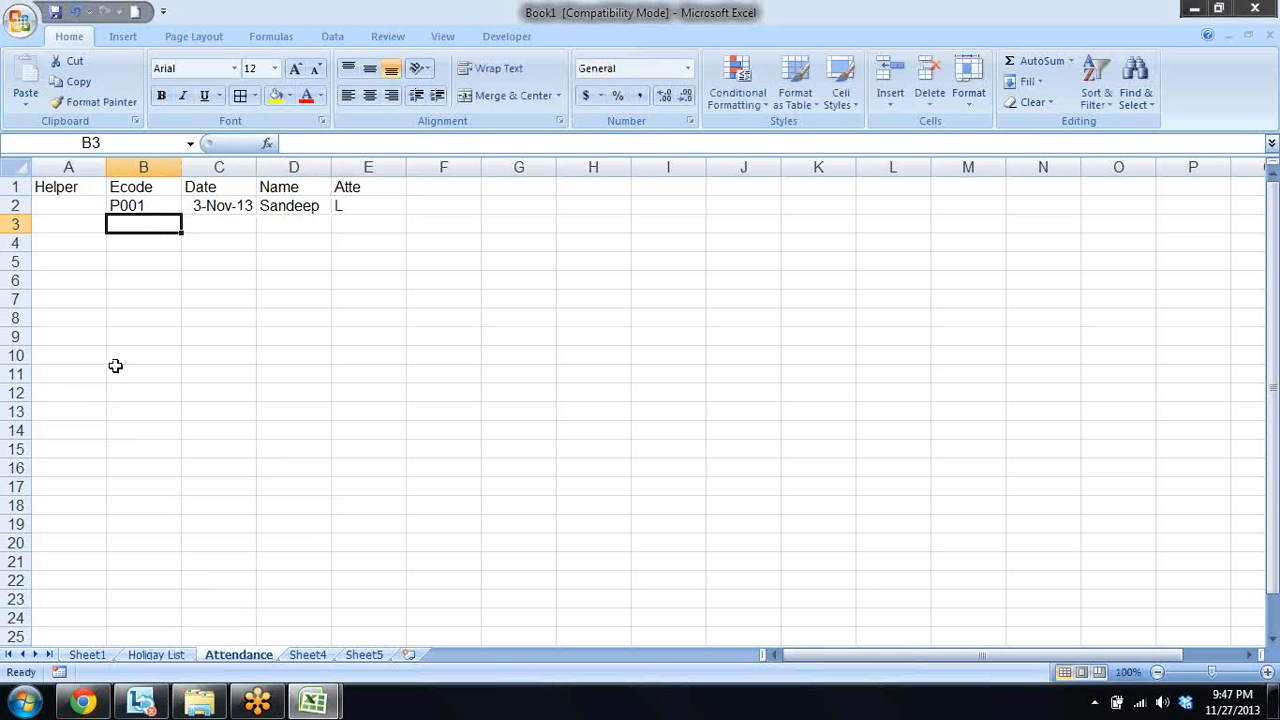 Book1 [Compatibility Mode] - Microsoft Excel
Home Insert Page Layout Formulas Data Review View Developer
Paste Cut Copy Format Painter Clipboard
Arial 12 B I U A A A Font
Wrap Text Merge & Center Alignment
General $ % , Number
Conditional Formatting Format as Table Cell Styles Styles
Insert Delete Format Cells
Σ AutoSum Fill Clear Sort & Filter Find & Select Editing
B3 fx
A B C D E F G H I J K L M N O P
1 Helper Ecode Date Name Atte
2 P001 3-Nov-13 Sandeep L
3
4
5
6
7
8
9
10
11
12
13
14
15
16
17
18
19
20
21
22
23
24
25
Sheet1 Holiday List Attendance Sheet4 Sheet5
Ready 100%
9:47 PM
11/27/2013